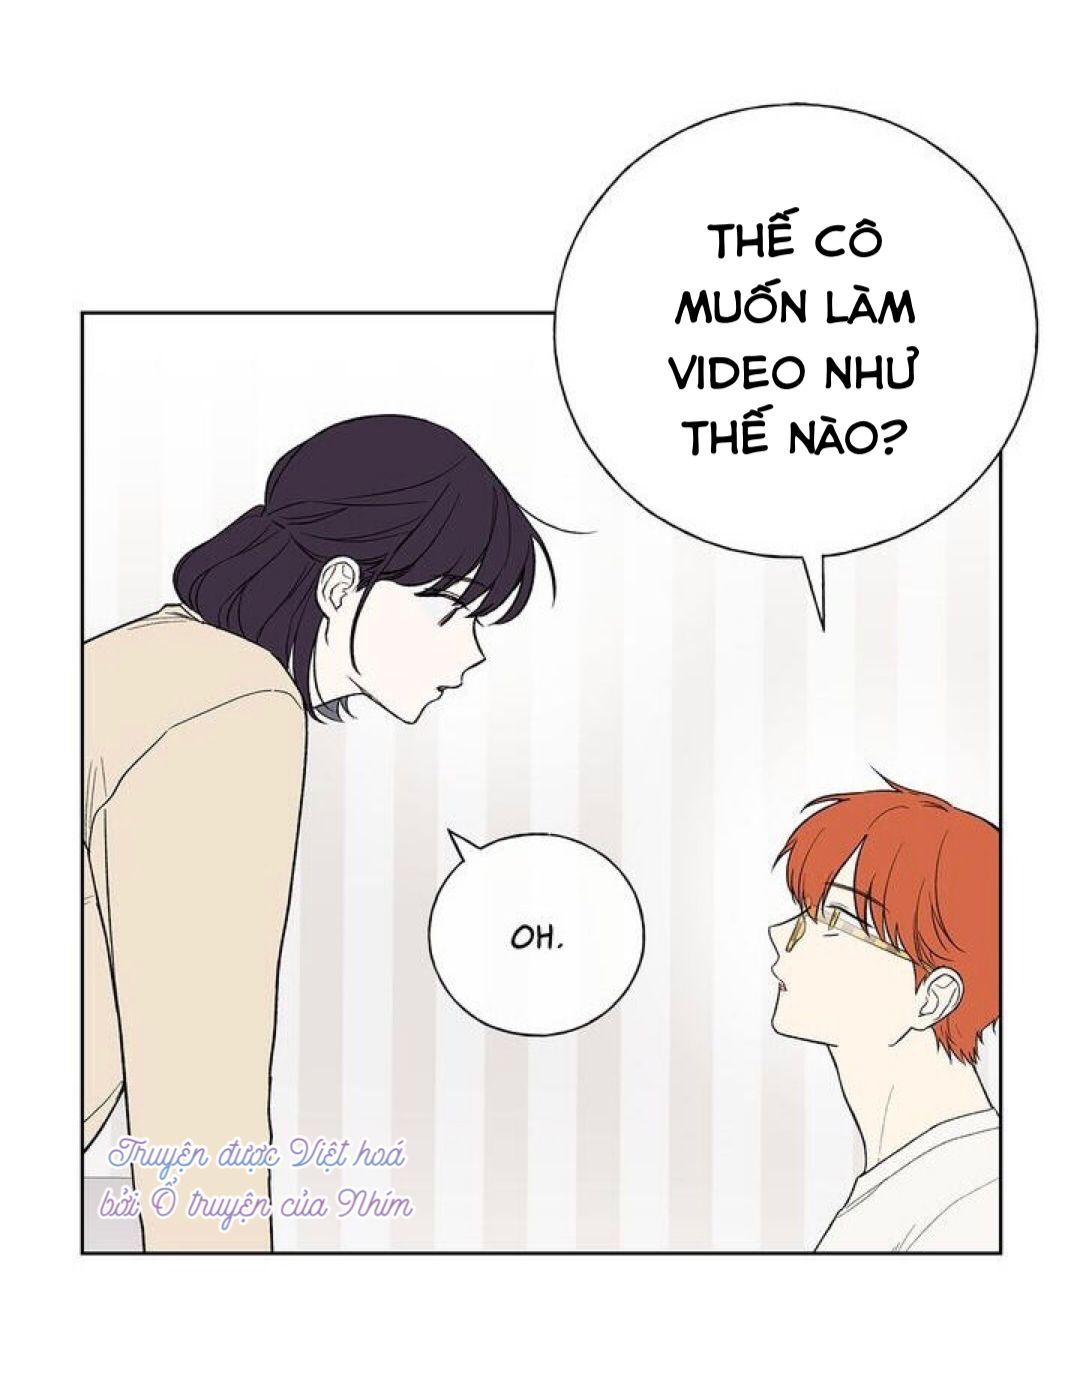 THẾ CÔ
MUỐN LÀM
VIDEO NHƯ
THẾ NÀO?
OH.
Truyện được Việt hoá
bởi Ổ truyện của Nhím